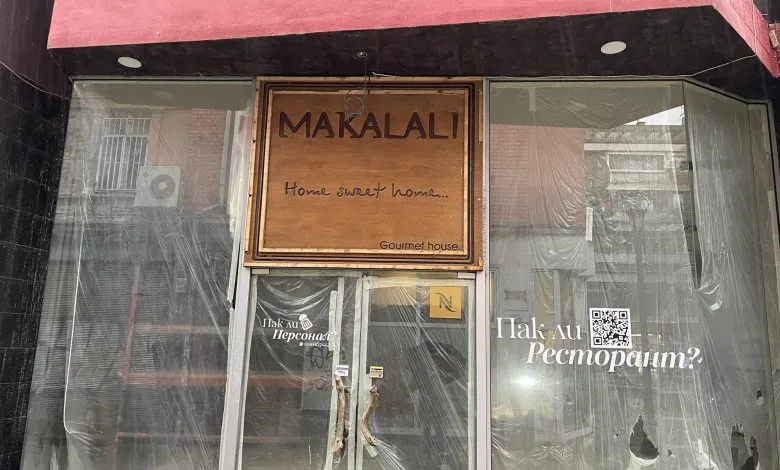 MAKALALI
Home sweet home...
Gourmet house
N
Пак ли
Персонал?
Пак ли
Ресторант?